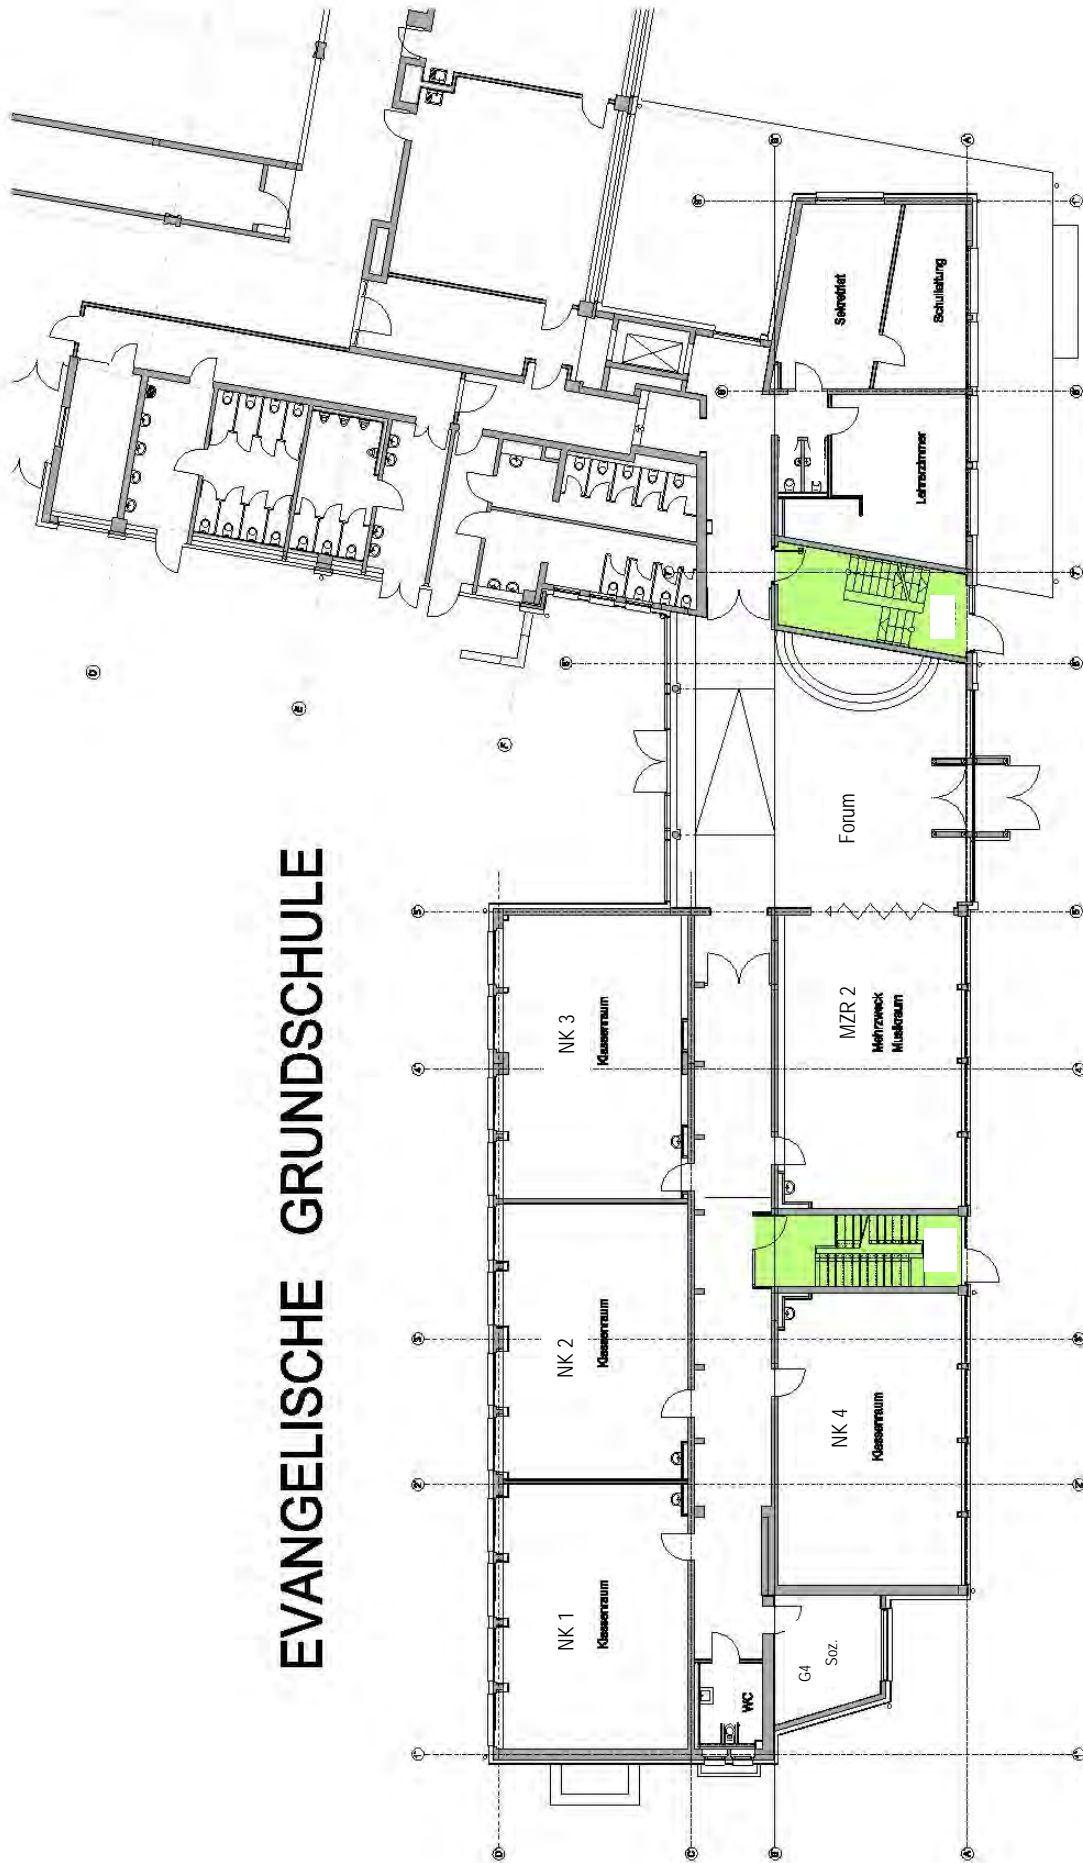 EVANGELISCHE GRUNDSCHULE
NK 1
Klassenraum
NK 2
Klassenraum
NK 3
Klassenraum
WC
G4
Soz.
NK 4
Klassenraum
MZR 2
Mehrzweck
Musikraum
Forum
Lehrerzimmer
Sekretriat
Schulleitung